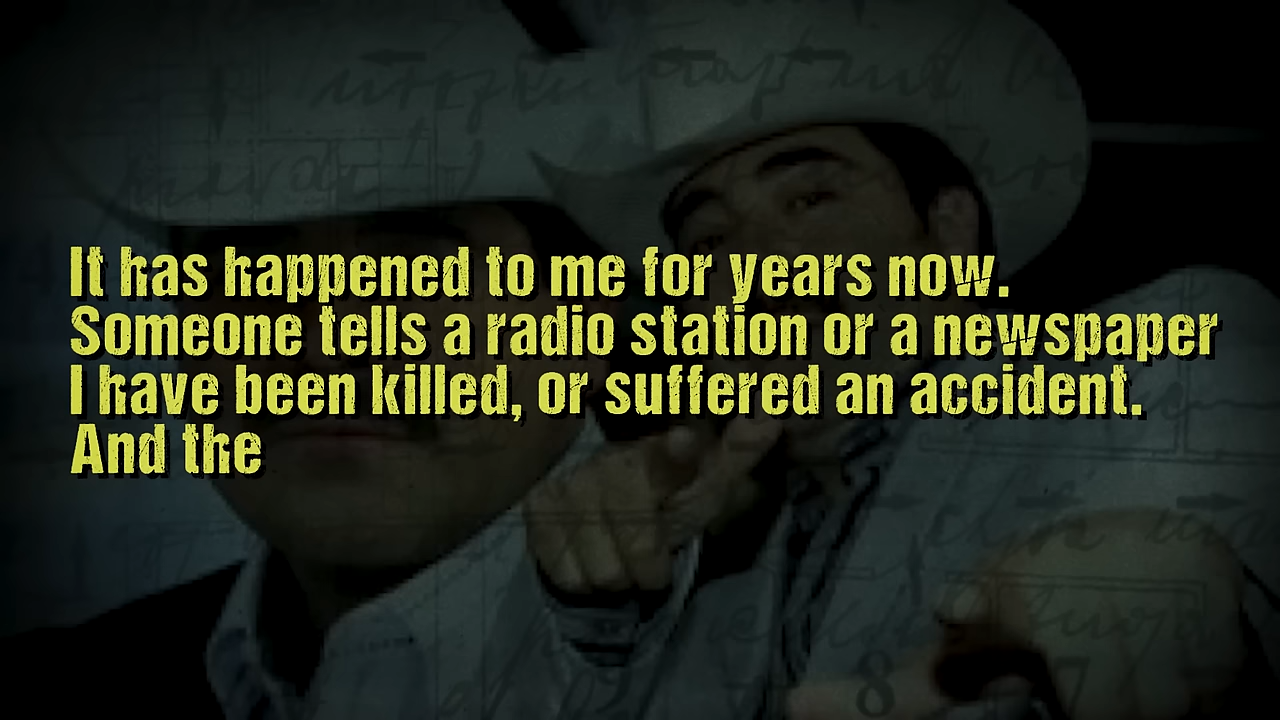 It has happened to me for years now.
Someone tells a radio station or a newspaper
I have been killed, or suffered an accident.
And the